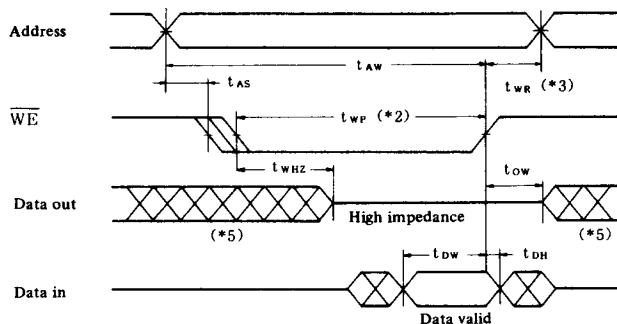 Address
tAW
tAS
tWR (*3)
WE
tWP (*2)
tWHZ
tOW
Data out
High impedance
(*5)
(*5)
tDW
tDH
Data in
Data valid